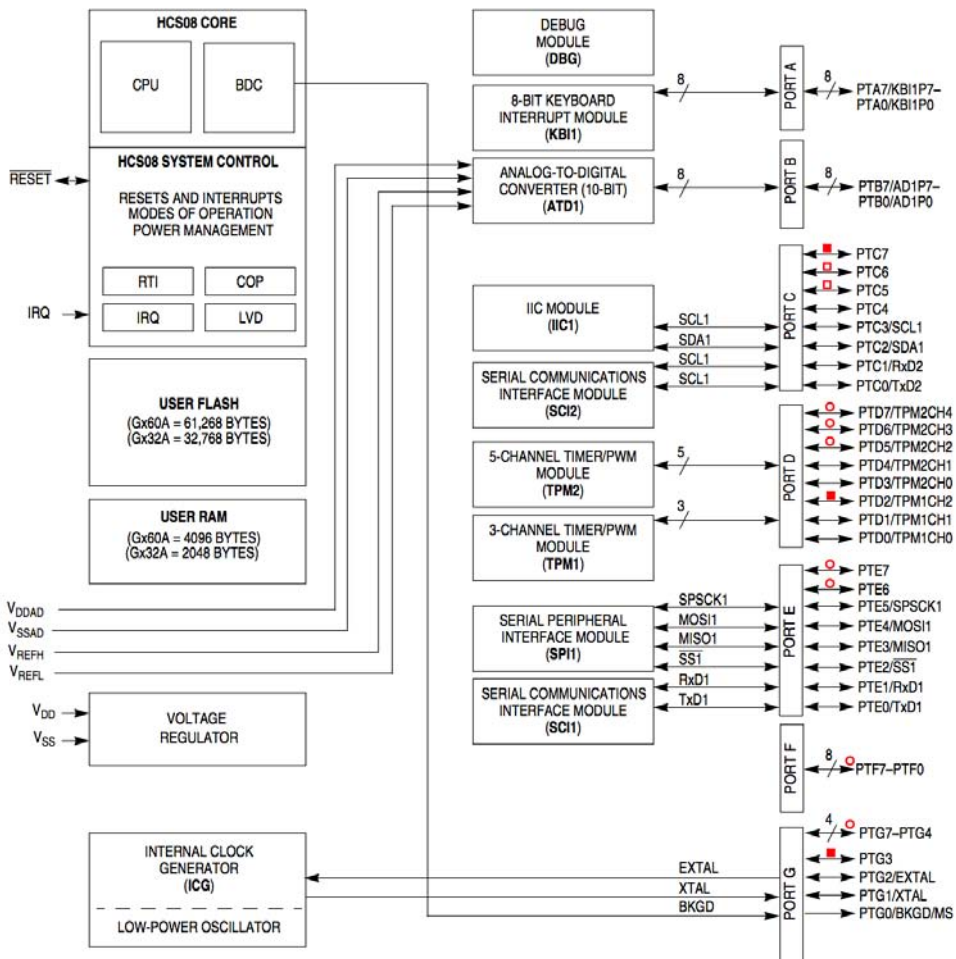 HCS08 CORE
CPU
BDC
HCS08 SYSTEM CONTROL
RESETS AND INTERRUPTS
MODES OF OPERATION
POWER MANAGEMENT
RTI
COP
IRQ
LVD
RESET
IRQ
USER FLASH
(Gx60A = 61,268 BYTES)
(Gx32A = 32,768 BYTES)
USER RAM
(Gx60A = 4096 BYTES)
(Gx32A = 2048 BYTES)
VDDAD
VSSAD
VREFH
VREFL
VDD
VSS
VOLTAGE
REGULATOR
INTERNAL CLOCK
GENERATOR
(ICG)
LOW-POWER OSCILLATOR
DEBUG
MODULE
(DBG)
8-BIT KEYBOARD
INTERRUPT MODULE
(KBI1)
8
PORT A
8
PTA7/KBI1P7–
PTA0/KBI1P0
ANALOG-TO-DIGITAL
CONVERTER (10-BIT)
(ATD1)
8
PORT B
8
PTB7/AD1P7–
PTB0/AD1P0
IIC MODULE
(IIC1)
SCL1
SDA1
SERIAL COMMUNICATIONS
INTERFACE MODULE
(SCI2)
SCL1
SCL1
PORT C
PTC7
PTC6
PTC5
PTC4
PTC3/SCL1
PTC2/SDA1
PTC1/RxD2
PTC0/TxD2
5-CHANNEL TIMER/PWM
MODULE
(TPM2)
5
3-CHANNEL TIMER/PWM
MODULE
(TPM1)
3
PORT D
PTD7/TPM2CH4
PTD6/TPM2CH3
PTD5/TPM2CH2
PTD4/TPM2CH1
PTD3/TPM2CH0
PTD2/TPM1CH2
PTD1/TPM1CH1
PTD0/TPM1CH0
SERIAL PERIPHERAL
INTERFACE MODULE
(SPI1)
SPSCK1
MOSI1
MISO1
SS1
SERIAL COMMUNICATIONS
INTERFACE MODULE
(SCI1)
RxD1
TxD1
PORT E
PTE7
PTE6
PTE5/SPSCK1
PTE4/MOSI1
PTE3/MISO1
PTE2/SS1
PTE1/RxD1
PTE0/TxD1
PORT F
8
PTF7–PTF0
EXTAL
XTAL
BKGD
PORT G
4
PTG7–PTG4
PTG3
PTG2/EXTAL
PTG1/XTAL
PTG0/BKGD/MS